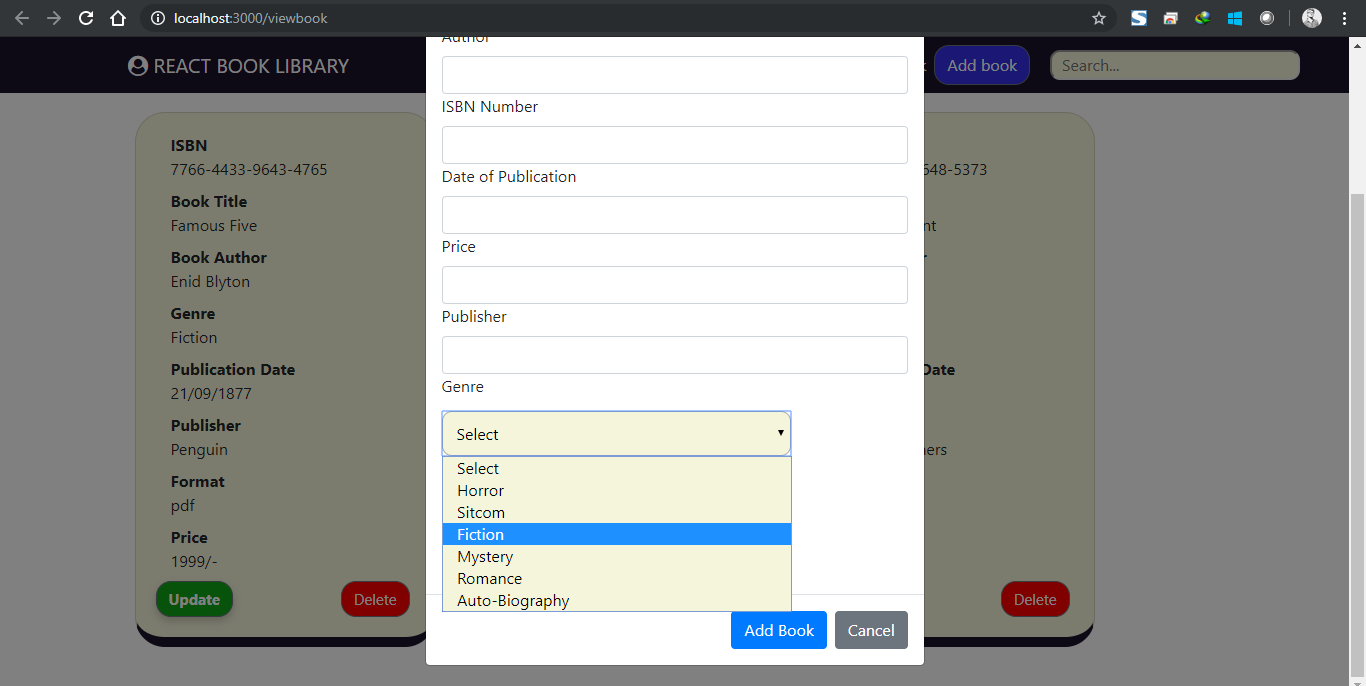 localhost:3000/viewbook
REACT BOOK LIBRARY
Add book
Search...
ISBN
7766-4433-9643-4765
Book Title
Famous Five
Book Author
Enid Blyton
Genre
Fiction
Publication Date
21/09/1877
Publisher
Penguin
Format
pdf
Price
1999/-
Update
Delete
Author
ISBN Number
Date of Publication
Price
Publisher
Genre
Select
Select
Horror
Sitcom
Fiction
Mystery
Romance
Auto-Biography
Add Book
Cancel
648-5373
nt
Date
ners
Delete